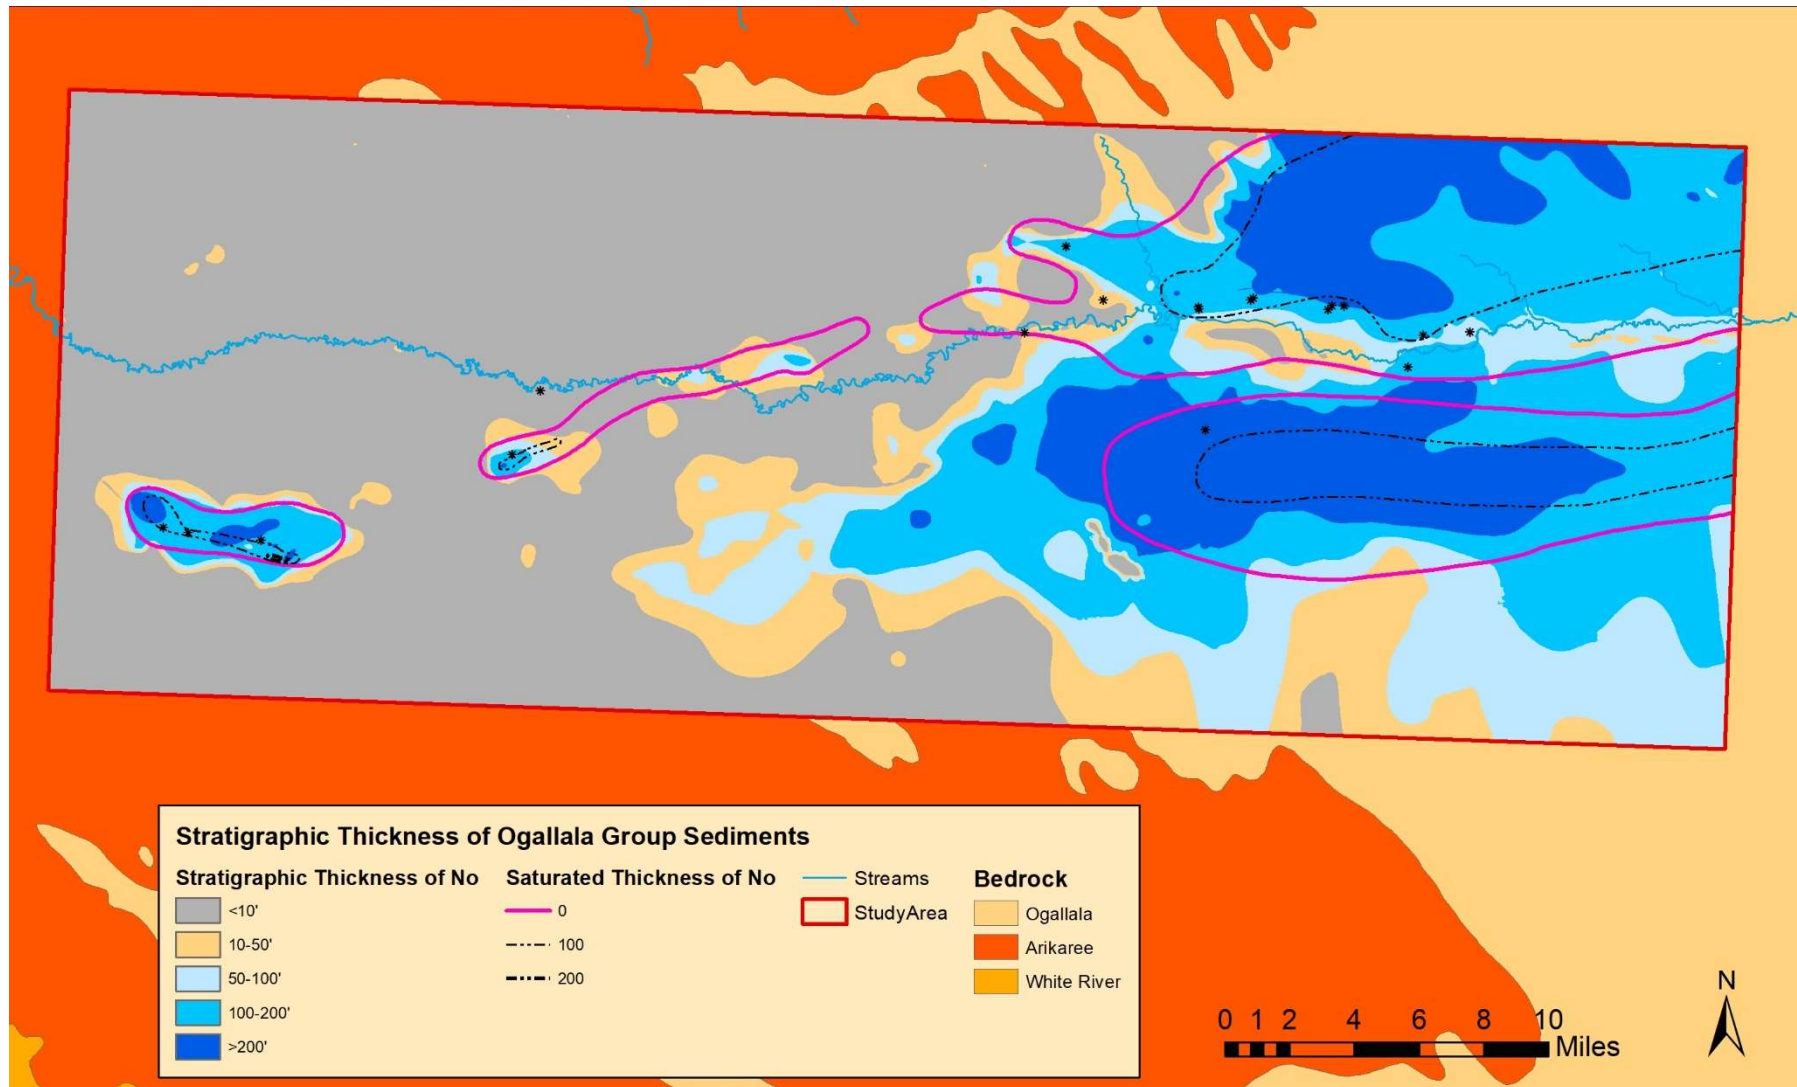 Stratigraphic Thickness of Ogallala Group Sediments
Stratigraphic Thickness of No
<10'
10-50'
50-100'
100-200'
>200'
Saturated Thickness of No
0
100
200
Streams
StudyArea
Bedrock
Ogallala
Arikaree
White River
0 1 2 4 6 8 10
Miles
N